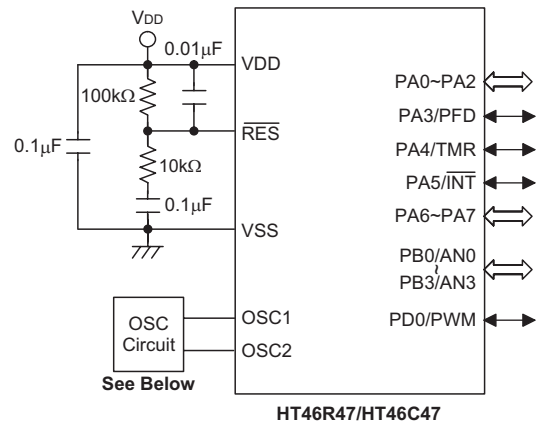 VDD
0.01μF
VDD
100kΩ
RES
0.1μF
10kΩ
0.1μF
VSS
OSC
Circuit
OSC1
OSC2
See Below
PA0~PA2
PA3/PFD
PA4/TMR
PA5/INT
PA6~PA7
PB0/AN0
~
PB3/AN3
PD0/PWM
HT46R47/HT46C47